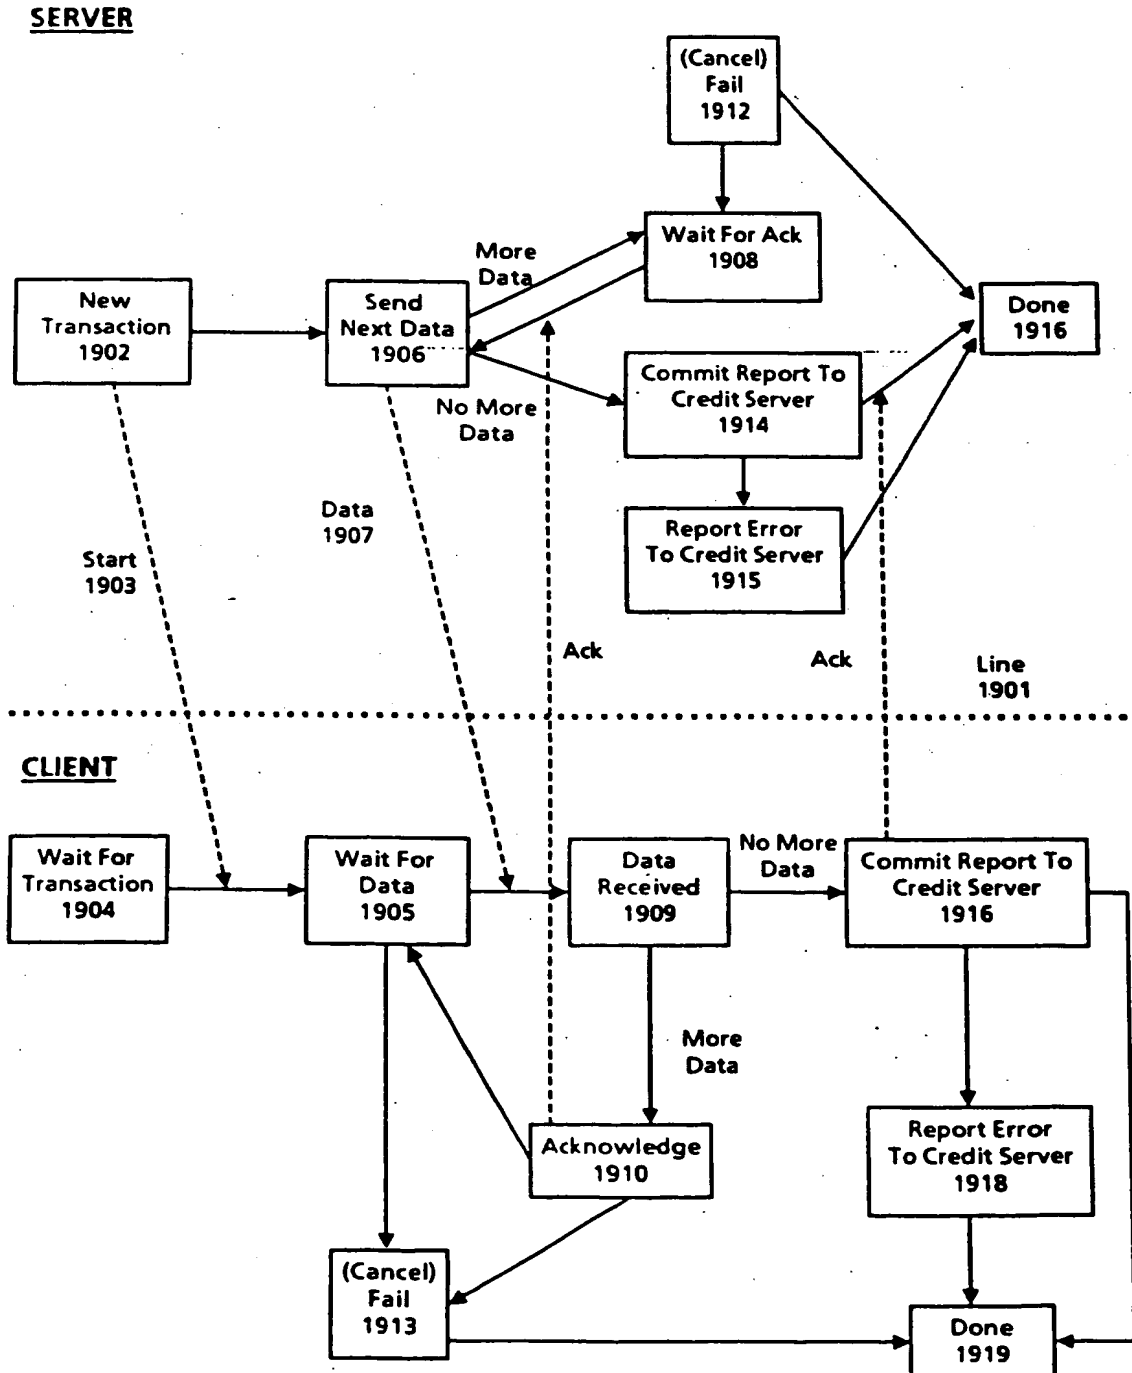 SERVER
(Cancel)
Fail
1912
Wait For Ack
1908
More
Data
New
Transaction
1902
Send
Next Data
1906
Done
1916
Commit Report To
Credit Server
1914
No More
Data
Data
1907
Report Error
To Credit Server
1915
Start
1903
Ack
Ack
Line
1901
CLIENT
Wait For
Transaction
1904
Wait For
Data
1905
Data
Received
1909
No More
Data
Commit Report To
Credit Server
1916
More
Data
Acknowledge
1910
Report Error
To Credit Server
1918
(Cancel)
Fail
1913
Done
1919